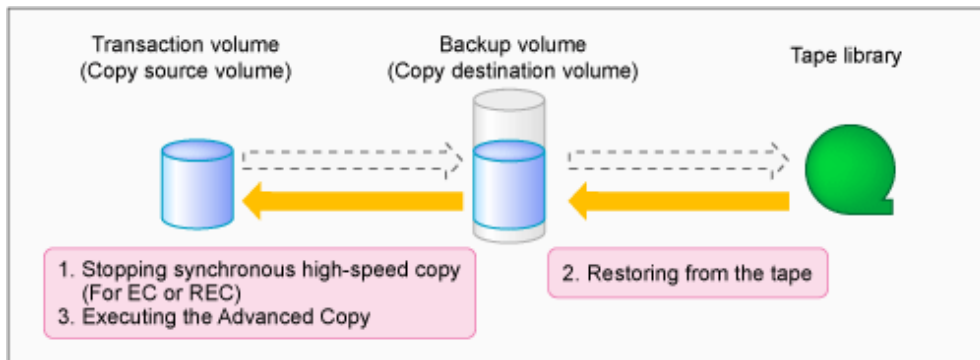 Transaction volume
(Copy source volume)
Backup volume
(Copy destination volume)
Tape library
1. Stopping synchronous high-speed copy
(For EC or REC)
3. Executing the Advanced Copy
2. Restoring from the tape